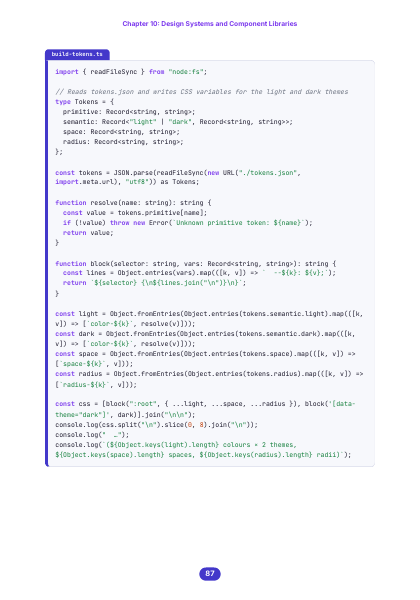 Chapter 10: Design Systems and Component Libraries
build-tokens.ts
import { readFileSync } from "node:fs";
// Reads tokens.json and writes CSS variables for the light and dark themes
type Tokens = {
  primitive: Record<string, string>;
  semantic: Record<"light" | "dark", Record<string, string>>;
  space: Record<string, string>;
  radius: Record<string, string>;
};
const tokens = JSON.parse(readFileSync(new URL("./tokens.json",
import.meta.url), "utf8")) as Tokens;
function resolve(name: string): string {
  const value = tokens.primitive[name];
  if (!value) throw new Error(`Unknown primitive token: ${name}`);
  return value;
}
function block(selector: string, vars: Record<string, string>): string {
  const lines = Object.entries(vars).map(([k, v]) => `  --${k}: ${v};`);
  return `${selector} {\n${lines.join("\n")}\n}`;
}
const light = Object.fromEntries(Object.entries(tokens.semantic.light).map(([k,
v]) => [`color-${k}`, resolve(v)]));
const dark = Object.fromEntries(Object.entries(tokens.semantic.dark).map(([k,
v]) => [`color-${k}`, resolve(v)]));
const space = Object.fromEntries(Object.entries(tokens.space).map(([k, v]) =>
[`space-${k}`, v]));
const radius = Object.fromEntries(Object.entries(tokens.radius).map(([k, v]) =>
[`radius-${k}`, v]));
const css = [block(":root", { ...light, ...space, ...radius }), block('[data-
theme="dark"]', dark)].join("\n\n");
console.log(css.split("\n").slice(0, 8).join("\n"));
console.log("  …");
console.log(`(${Object.keys(light).length} colours × 2 themes,
${Object.keys(space).length} spaces, ${Object.keys(radius).length} radii)`);
87